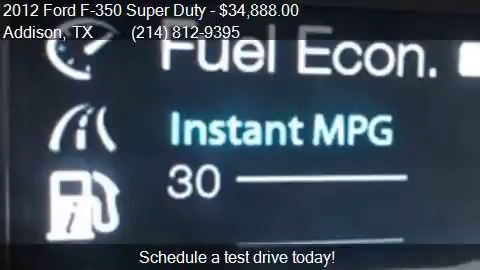 2012 Ford F-350 Super Duty - $34,888.00
Addison, TX (214) 812-9395
Fuel Econ.
Instant MPG
30
i
Schedule a test drive today!